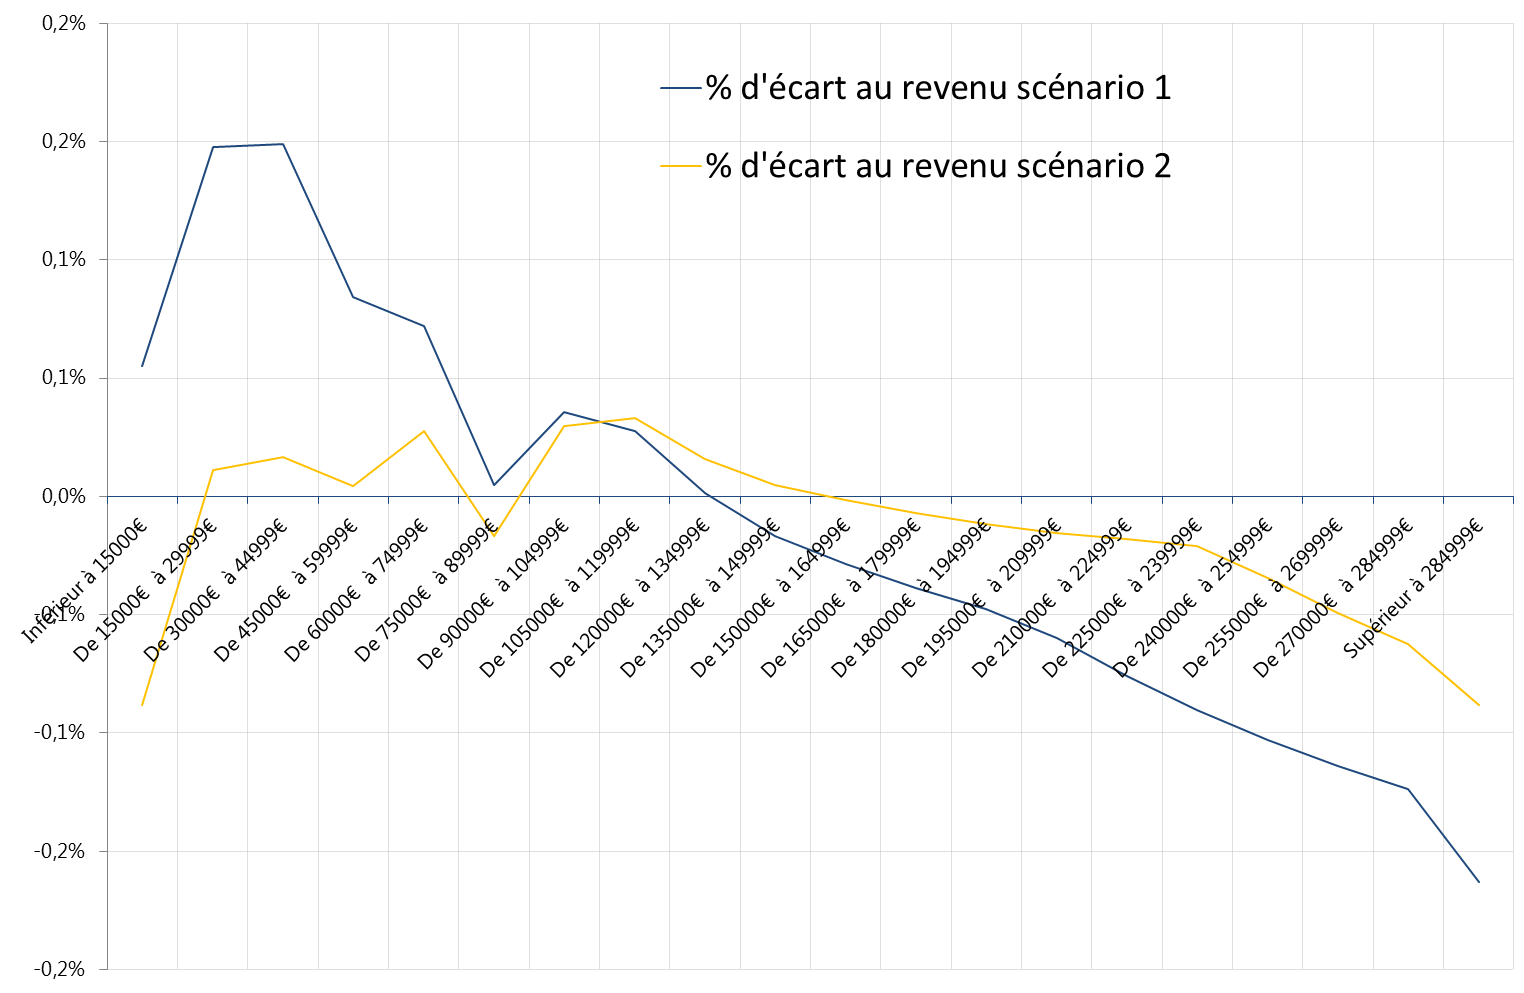 0,2%
0,2%
0,1%
0,1%
0,0%
-0,1%
-0,1%
-0,2%
-0,2%
% d'écart au revenu scénario 1
% d'écart au revenu scénario 2
Inférieur à 15000€
De 15000€ à 29999€
De 30000€ à 44999€
De 45000€ à 59999€
De 60000€ à 74999€
De 75000€ à 89999€
De 90000€ à 104999€
De 105000€ à 119999€
De 120000€ à 134999€
De 135000€ à 149999€
De 150000€ à 164999€
De 165000€ à 179999€
De 180000€ à 194999€
De 195000€ à 209999€
De 210000€ à 224999€
De 225000€ à 239999€
De 240000€ à 254999€
De 255000€ à 269999€
De 270000€ à 284999€
Supérieur à 284999€